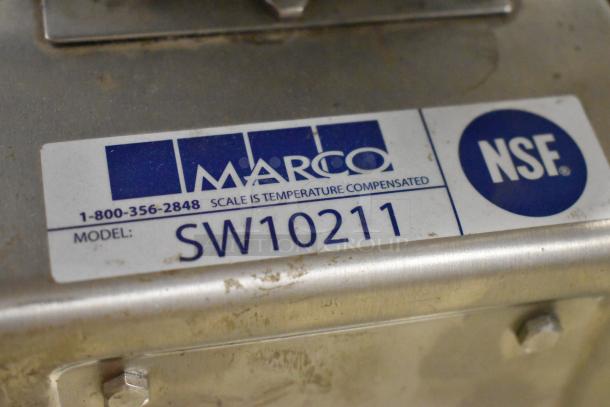 MARCO
1-800-356-2848 SCALE IS TEMPERATURE COMPENSATED
MODEL: SW10211
NSF®